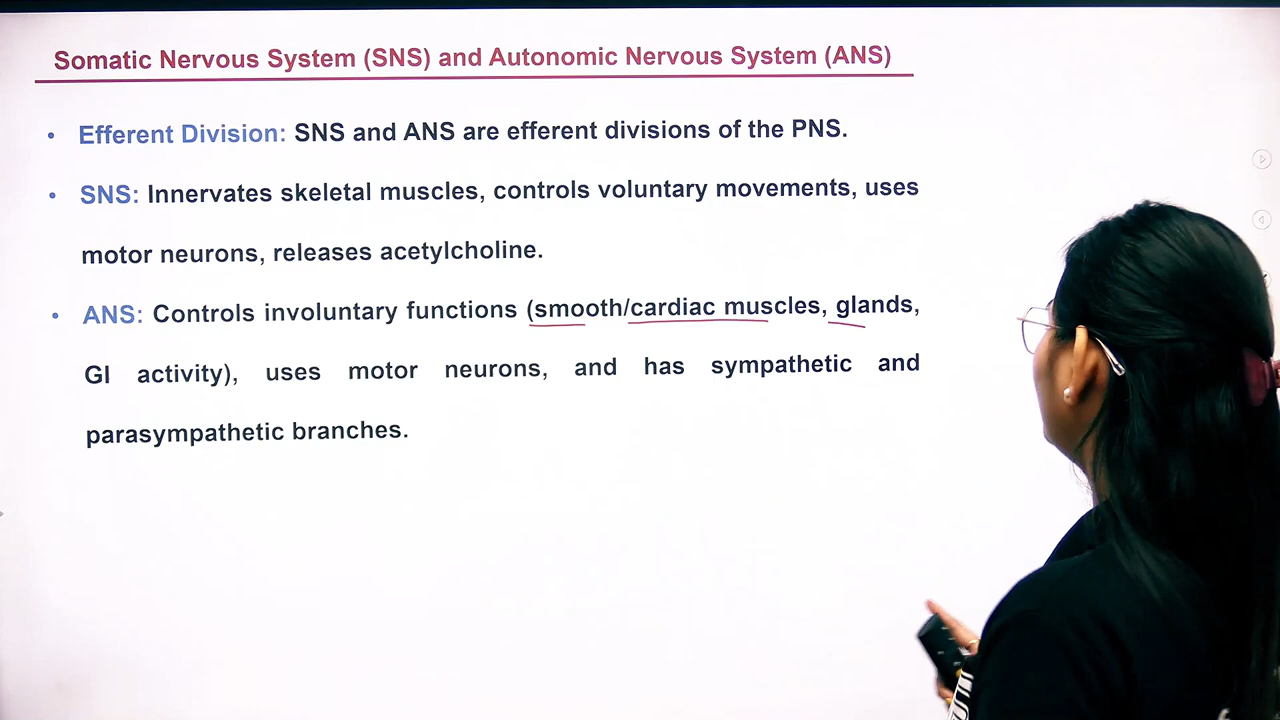 Somatic Nervous System (SNS) and Autonomic Nervous System (ANS)
• Efferent Division: SNS and ANS are efferent divisions of the PNS.
• SNS: Innervates skeletal muscles, controls voluntary movements, uses
motor neurons, releases acetylcholine.
• ANS: Controls involuntary functions (smooth/cardiac muscles, glands,
GI activity), uses motor neurons, and has sympathetic and
parasympathetic branches.